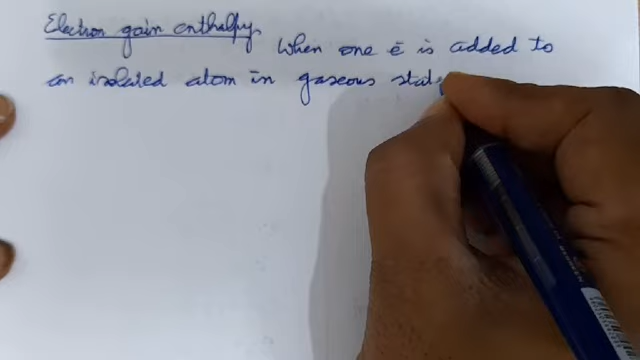 Electron gain enthalpy. When one ē is added to
an isolated atom in gaseous state